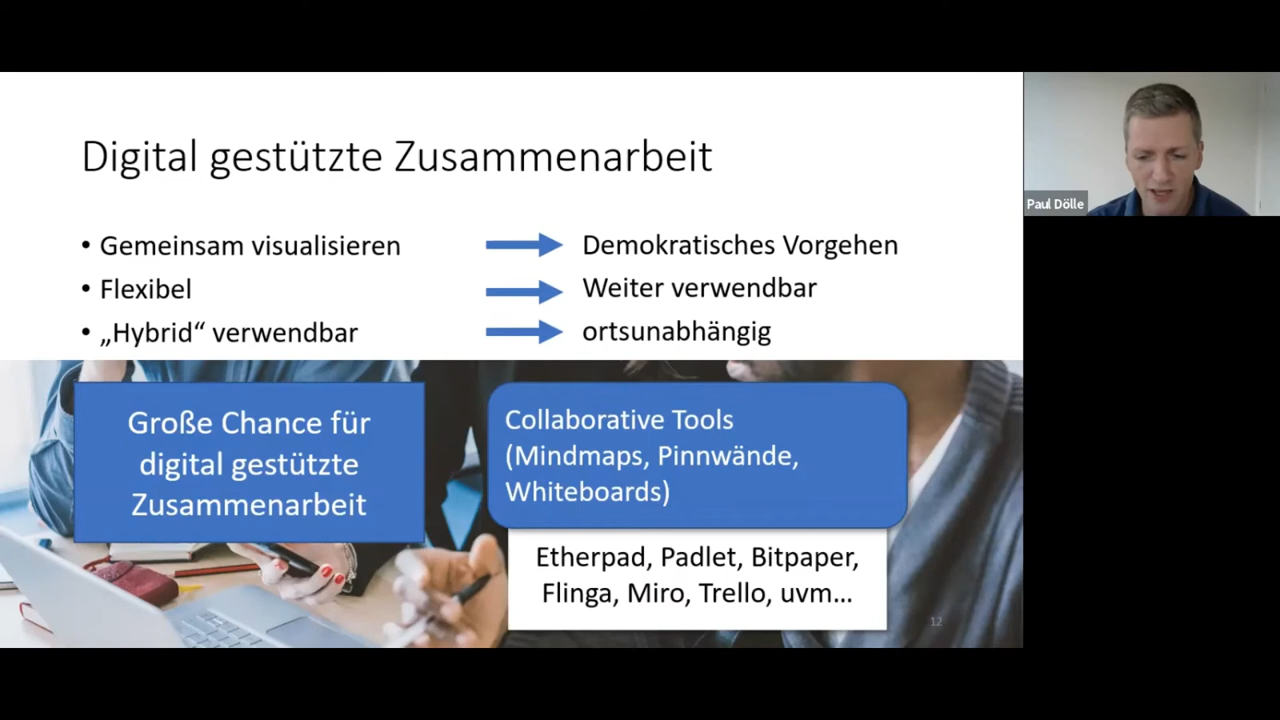 Digital gestützte Zusammenarbeit
• Gemeinsam visualisieren
Demokratisches Vorgehen
• Flexibel
Weiter verwendbar
• „Hybrid“ verwendbar
ortsunabhängig
Große Chance für
digital gestützte
Zusammenarbeit
Collaborative Tools
(Mindmaps, Pinnwände,
Whiteboards)
Etherpad, Padlet, Bitpaper,
Flinga, Miro, Trello, uvm...
12
Paul Dölle